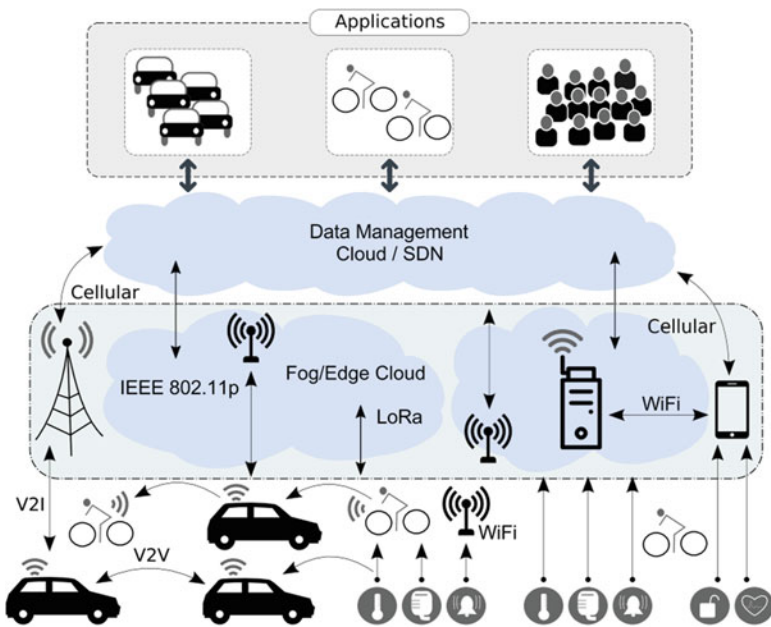 Applications
Data Management
Cloud / SDN
Cellular
Cellular
IEEE 802.11p
Fog/Edge Cloud
LoRa
WiFi
V2I
WiFi
V2V